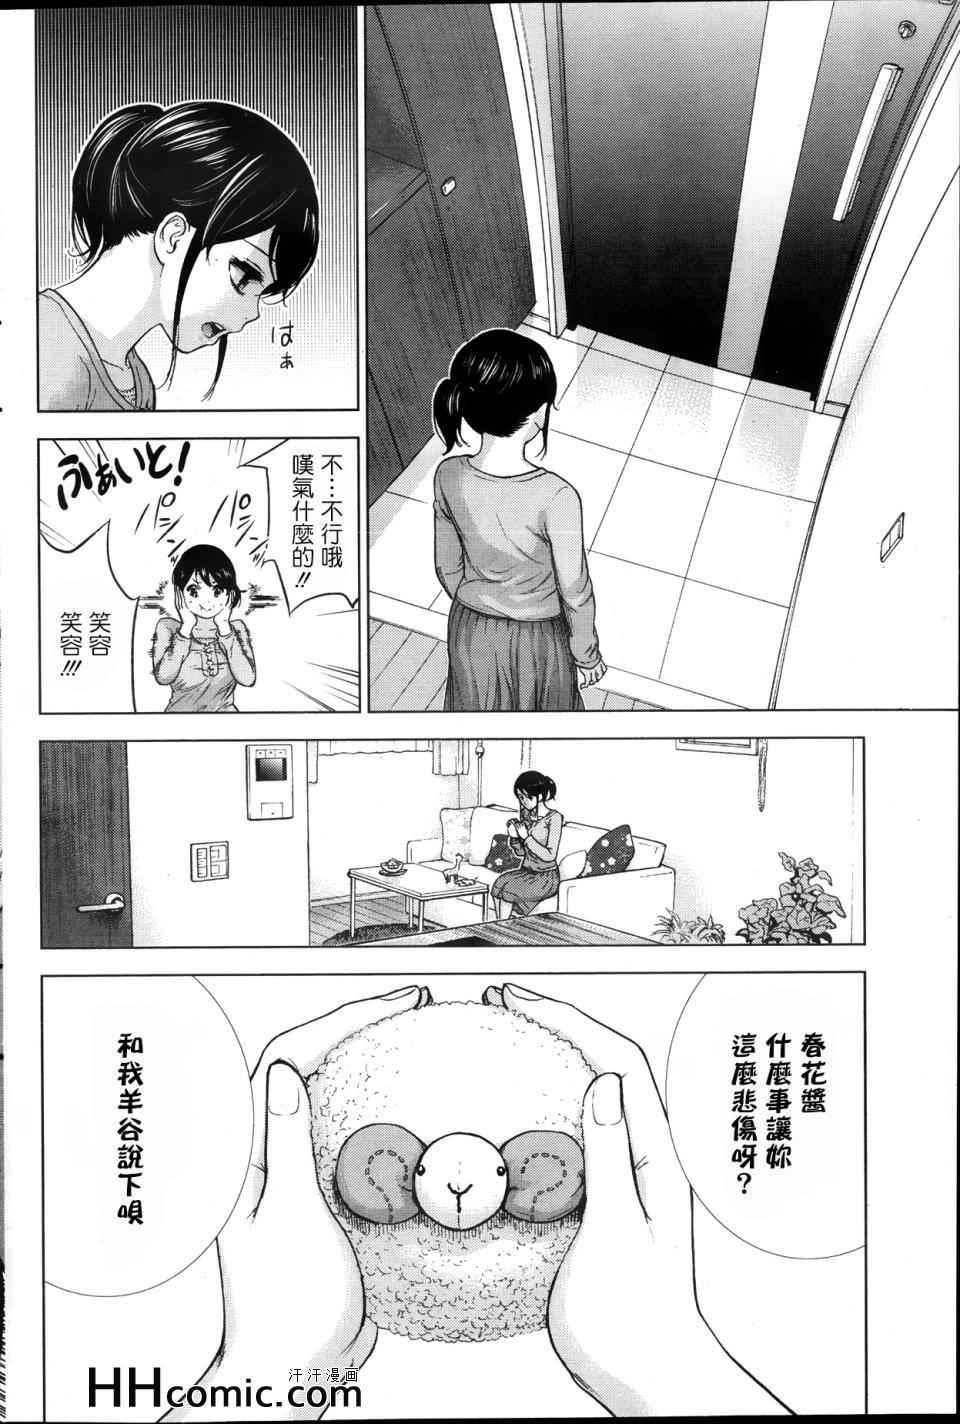 はぁ
不…不行哦
嘆氣什麼的!!
ふぁいと!
パン
パン
笑容
笑容!!!
春花醬
什麼事讓妳
這麼悲傷呀?
和我羊谷說下唄
汗汗漫画
HHcomic.com